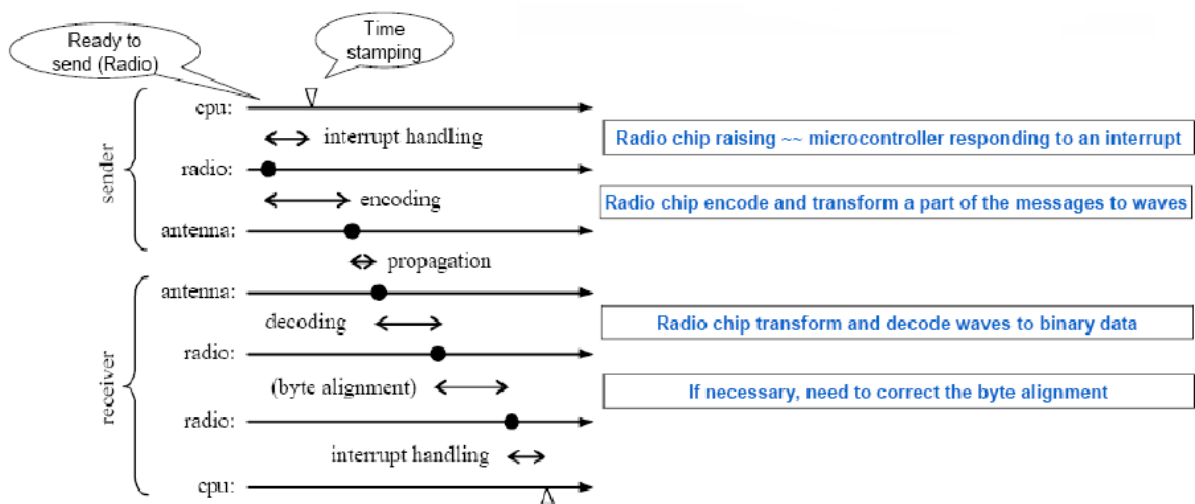 Ready to
send (Radio)
Time
stamping
cpu:
interrupt handling
Radio chip raising ~~ microcontroller responding to an interrupt
sender
radio:
encoding
Radio chip encode and transform a part of the messages to waves
antenna:
propagation
antenna:
decoding
Radio chip transform and decode waves to binary data
receiver
radio:
(byte alignment)
If necessary, need to correct the byte alignment
radio:
interrupt handling
cpu: